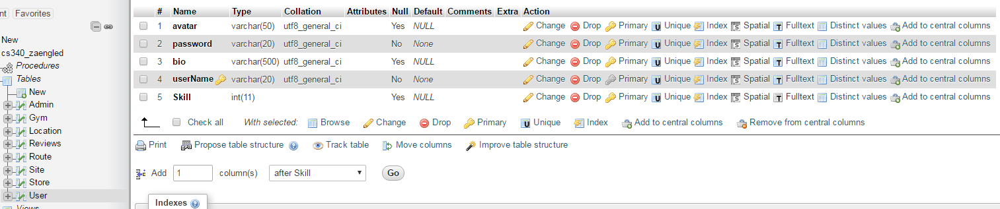 nt Favorites
New
cs340_zaengled
Procedures
Tables
New
Admin
Gym
Location
Reviews
Route
Site
Store
User
Views
# Name Type Collation Attributes Null Default Comments Extra Action
1 avatar varchar(50) utf8_general_ci Yes NULL Change Drop Primary Unique Index Spatial Fulltext Distinct values Add to central columns
2 password varchar(20) utf8_general_ci No None Change Drop Primary Unique Index Spatial Fulltext Distinct values Add to central columns
3 bio varchar(500) utf8_general_ci Yes NULL Change Drop Primary Unique Index Spatial Fulltext Distinct values Add to central columns
4 userName varchar(20) utf8_general_ci No None Change Drop Primary Unique Index Spatial Fulltext Distinct values Add to central columns
5 Skill int(11) Yes NULL Change Drop Primary Unique Index Spatial Fulltext Distinct values Add to central columns
Check all With selected: Browse Change Drop Primary Unique Index Add to central columns Remove from central columns
Print Propose table structure Track table Move columns Improve table structure
Add 1 column(s) after Skill Go
Indexes